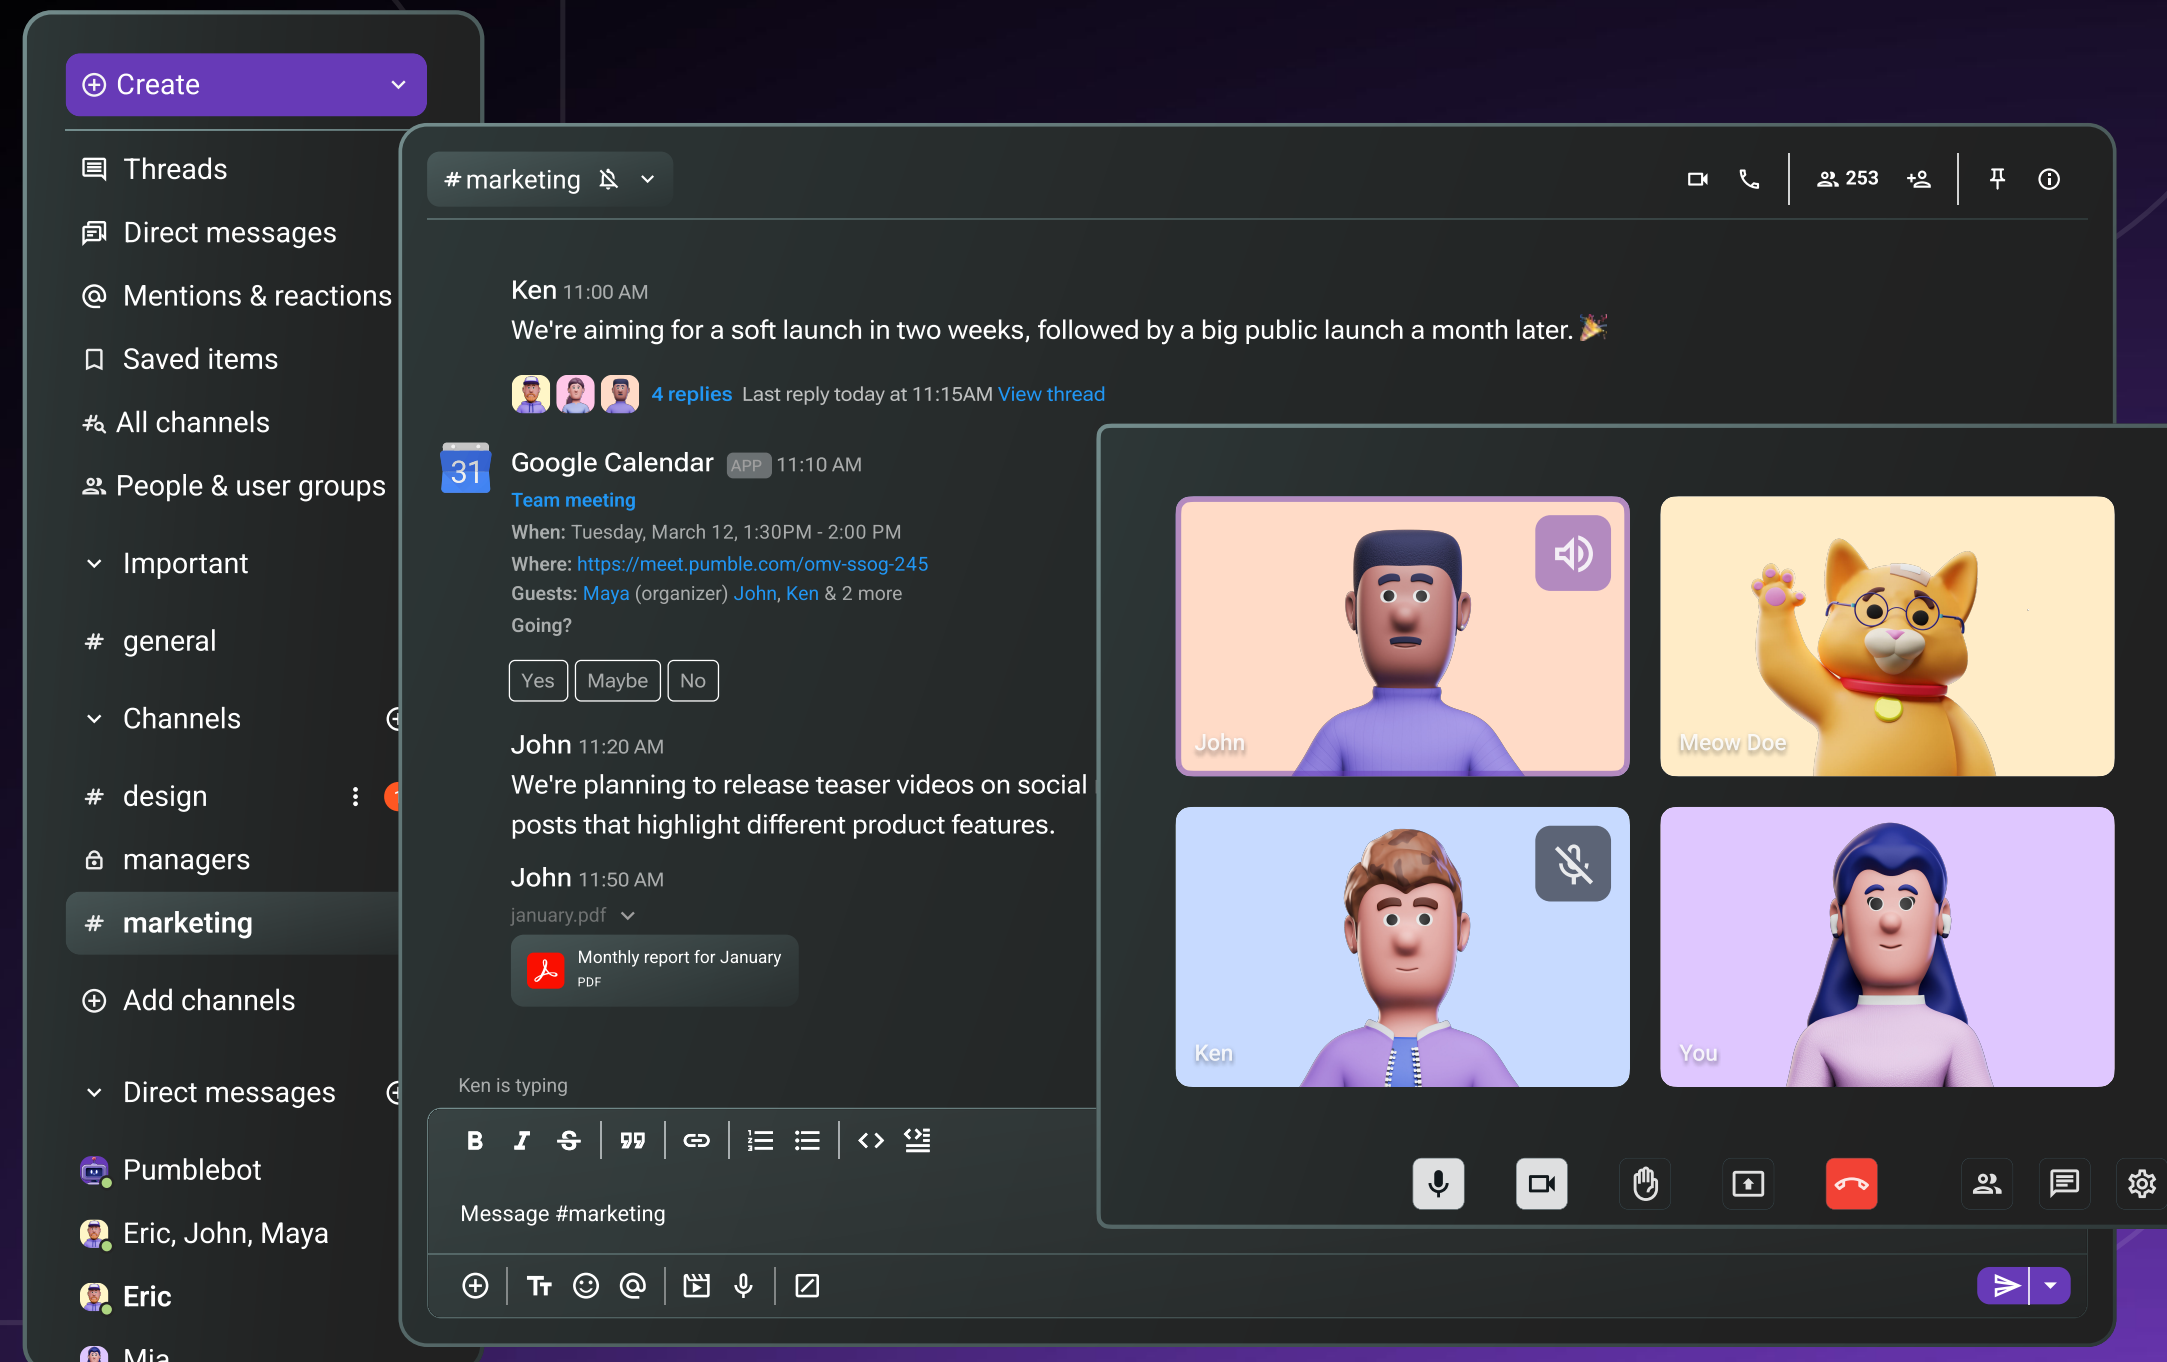 Create
Threads
Direct messages
Mentions & reactions
Saved items
All channels
People & user groups
Important
# general
Channels
# design
managers
# marketing
Add channels
Direct messages
Pumblebot
Eric, John, Maya
Eric
Mia
# marketing
253
Ken 11:00 AM
We're aiming for a soft launch in two weeks, followed by a big public launch a month later. 🎉
4 replies Last reply today at 11:15AM View thread
31
Google Calendar APP 11:10 AM
Team meeting
When: Tuesday, March 12, 1:30PM - 2:00 PM
Where: https://meet.pumble.com/omv-ssog-245
Guests: Maya (organizer) John, Ken & 2 more
Going?
Yes Maybe No
John 11:20 AM
We're planning to release teaser videos on social
posts that highlight different product features.
John 11:50 AM
january.pdf
Monthly report for January
PDF
Ken is typing
Message #marketing
John
Meow Doe
Ken
You